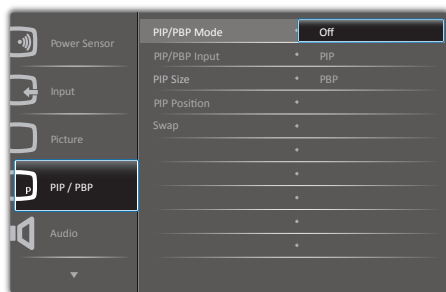 Power Sensor
Input
Picture
P
PIP / PBP
Audio
PIP/PBP Mode
Off
PIP/PBP Input
PIP
PIP Size
PBP
PIP Position
Swap